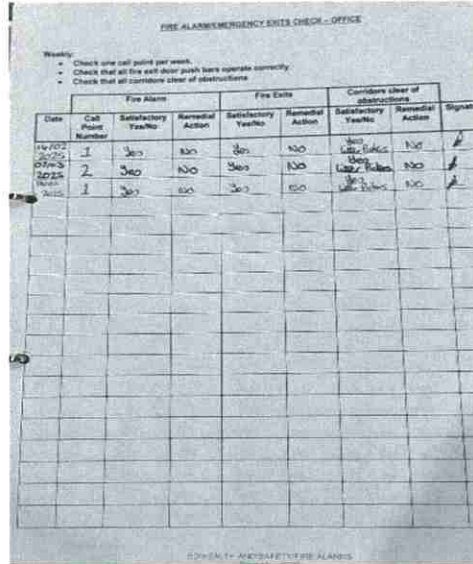 FIRE ALARM/EMERGENCY EXITS CHECK – OFFICE
Weekly:
• Check one call point per week.
• Check that all fire exit door push bars operate correctly
• Check that all corridors clear of obstructions
Fire Alarm Fire Exits Corridors clear of obstructions
Date Call Point Number Satisfactory Yes/No Remedial Action Satisfactory Yes/No Remedial Action Satisfactory Yes/No Remedial Action
2025 1 Yes No Yes No Yes No
2025 2 Yes No Yes No Yes No
2025 1 Yes No Yes No Yes No